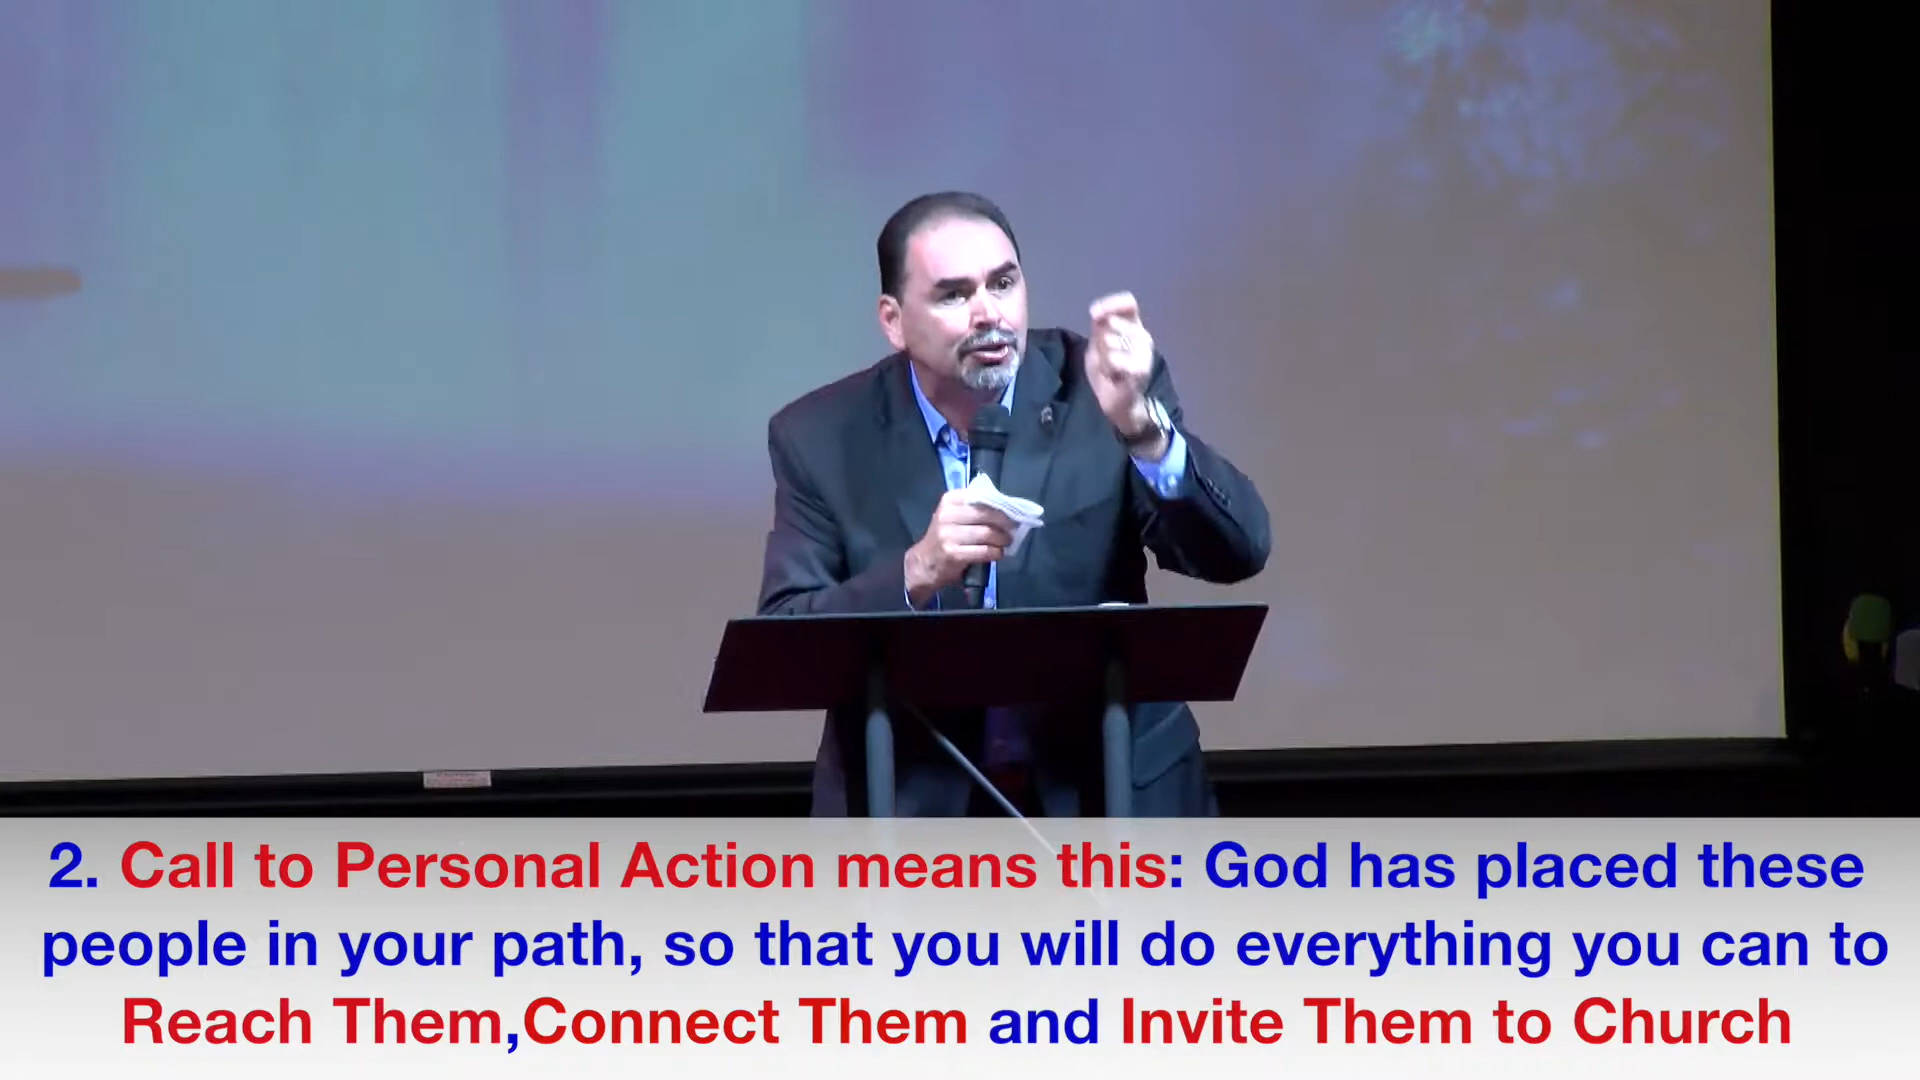 2. Call to Personal Action means this: God has placed these
people in your path, so that you will do everything you can to
Reach Them,Connect Them and Invite Them to Church